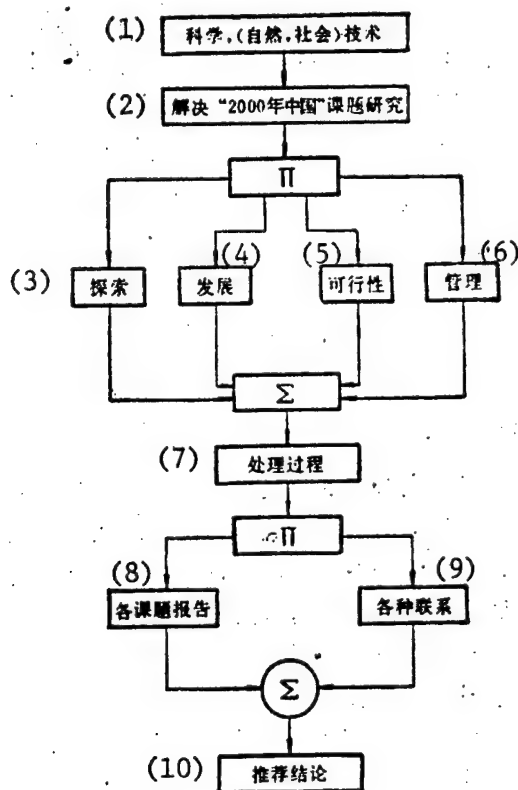 (1) 科学,(自然,社会)技术
(2) 解决“2000年中国”课题研究
Π
(3) 探索
(4) 发展
(5) 可行性
(6) 管理
Σ
(7) 处理过程
Π
(8) 各课题报告
(9) 各种联系
Σ
(10) 推荐结论